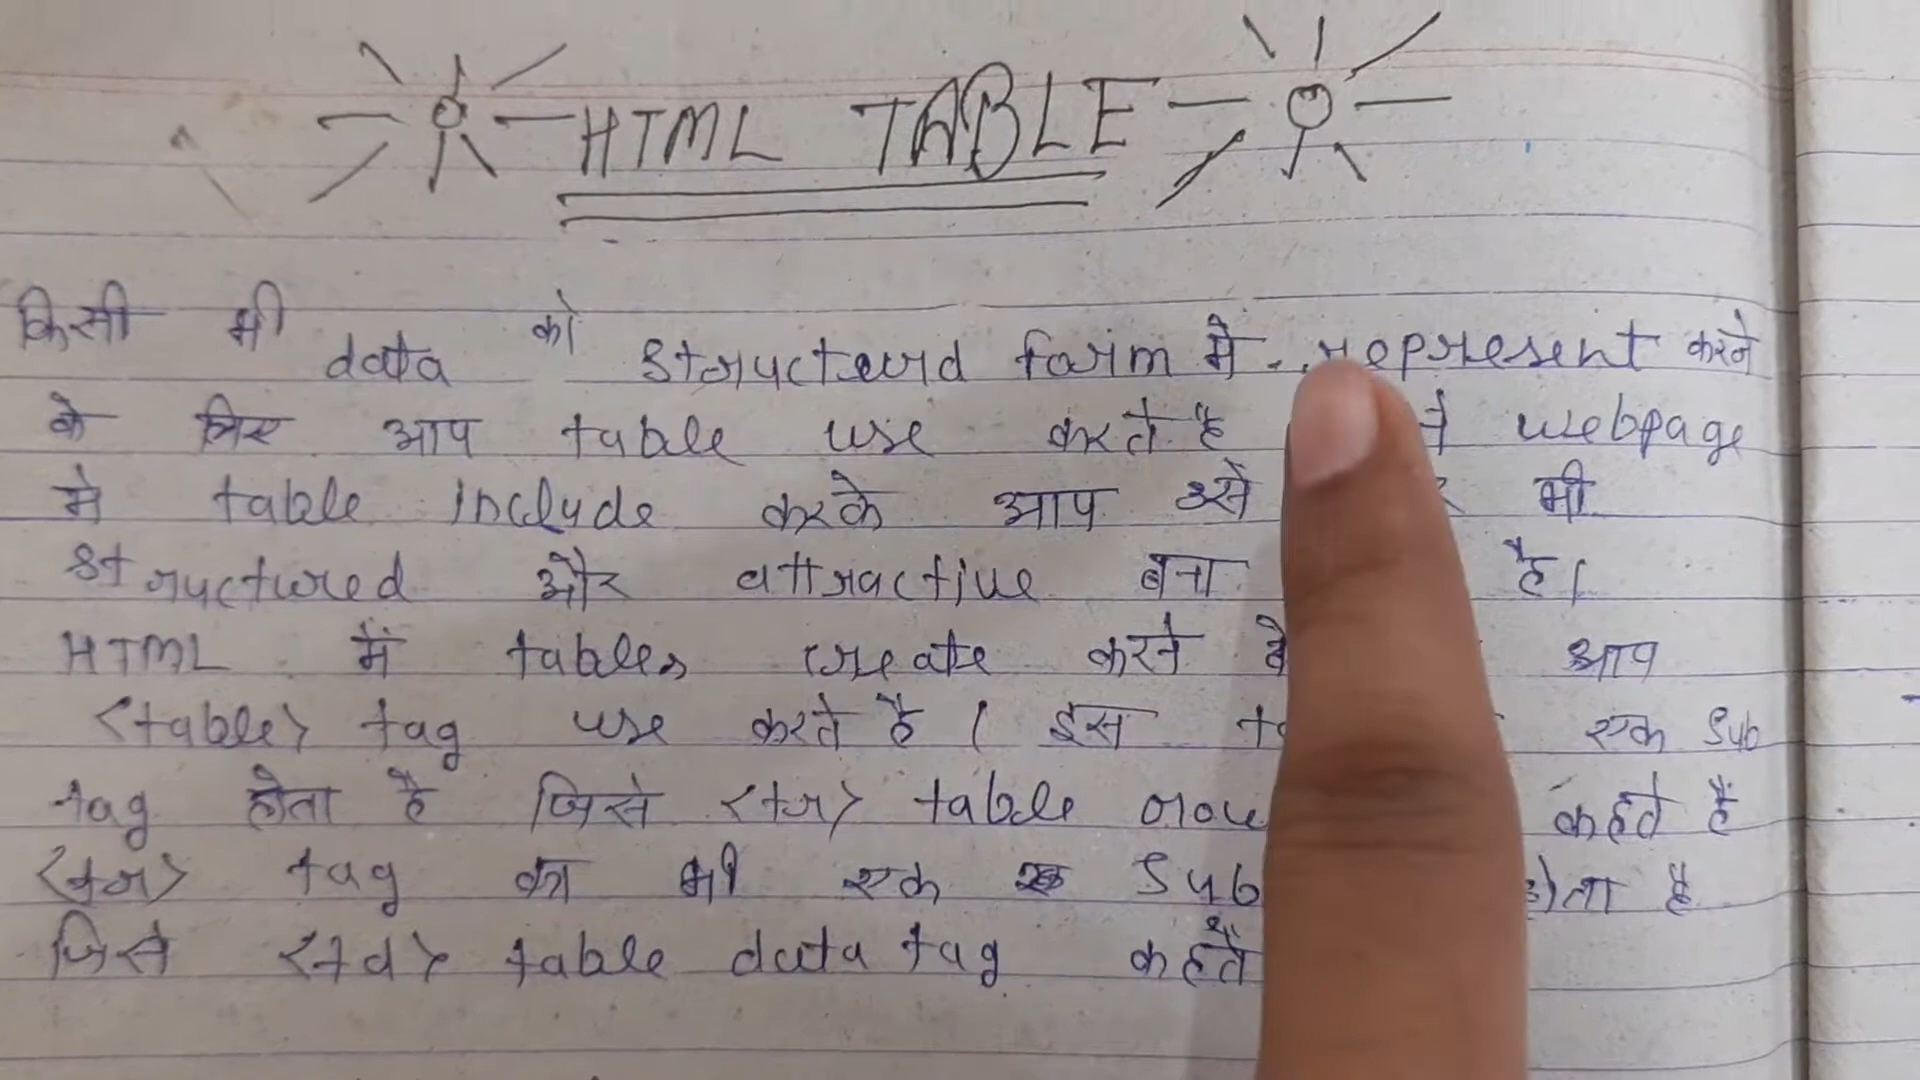 HTML TABLE
किसी भी data को structeurd form मे represent करने
के लिए आप table use करते है ने webpage
मे table include करके आप उसे भी
structured और attractive बना है।
HTML में tables create करने के आप
<table> tag use करते है । इस एक sub
tag होता है जिसे <tr> table row कहते है
<tr> tag का भी एक sub होता है
जिसे <td> table data tag कहते है